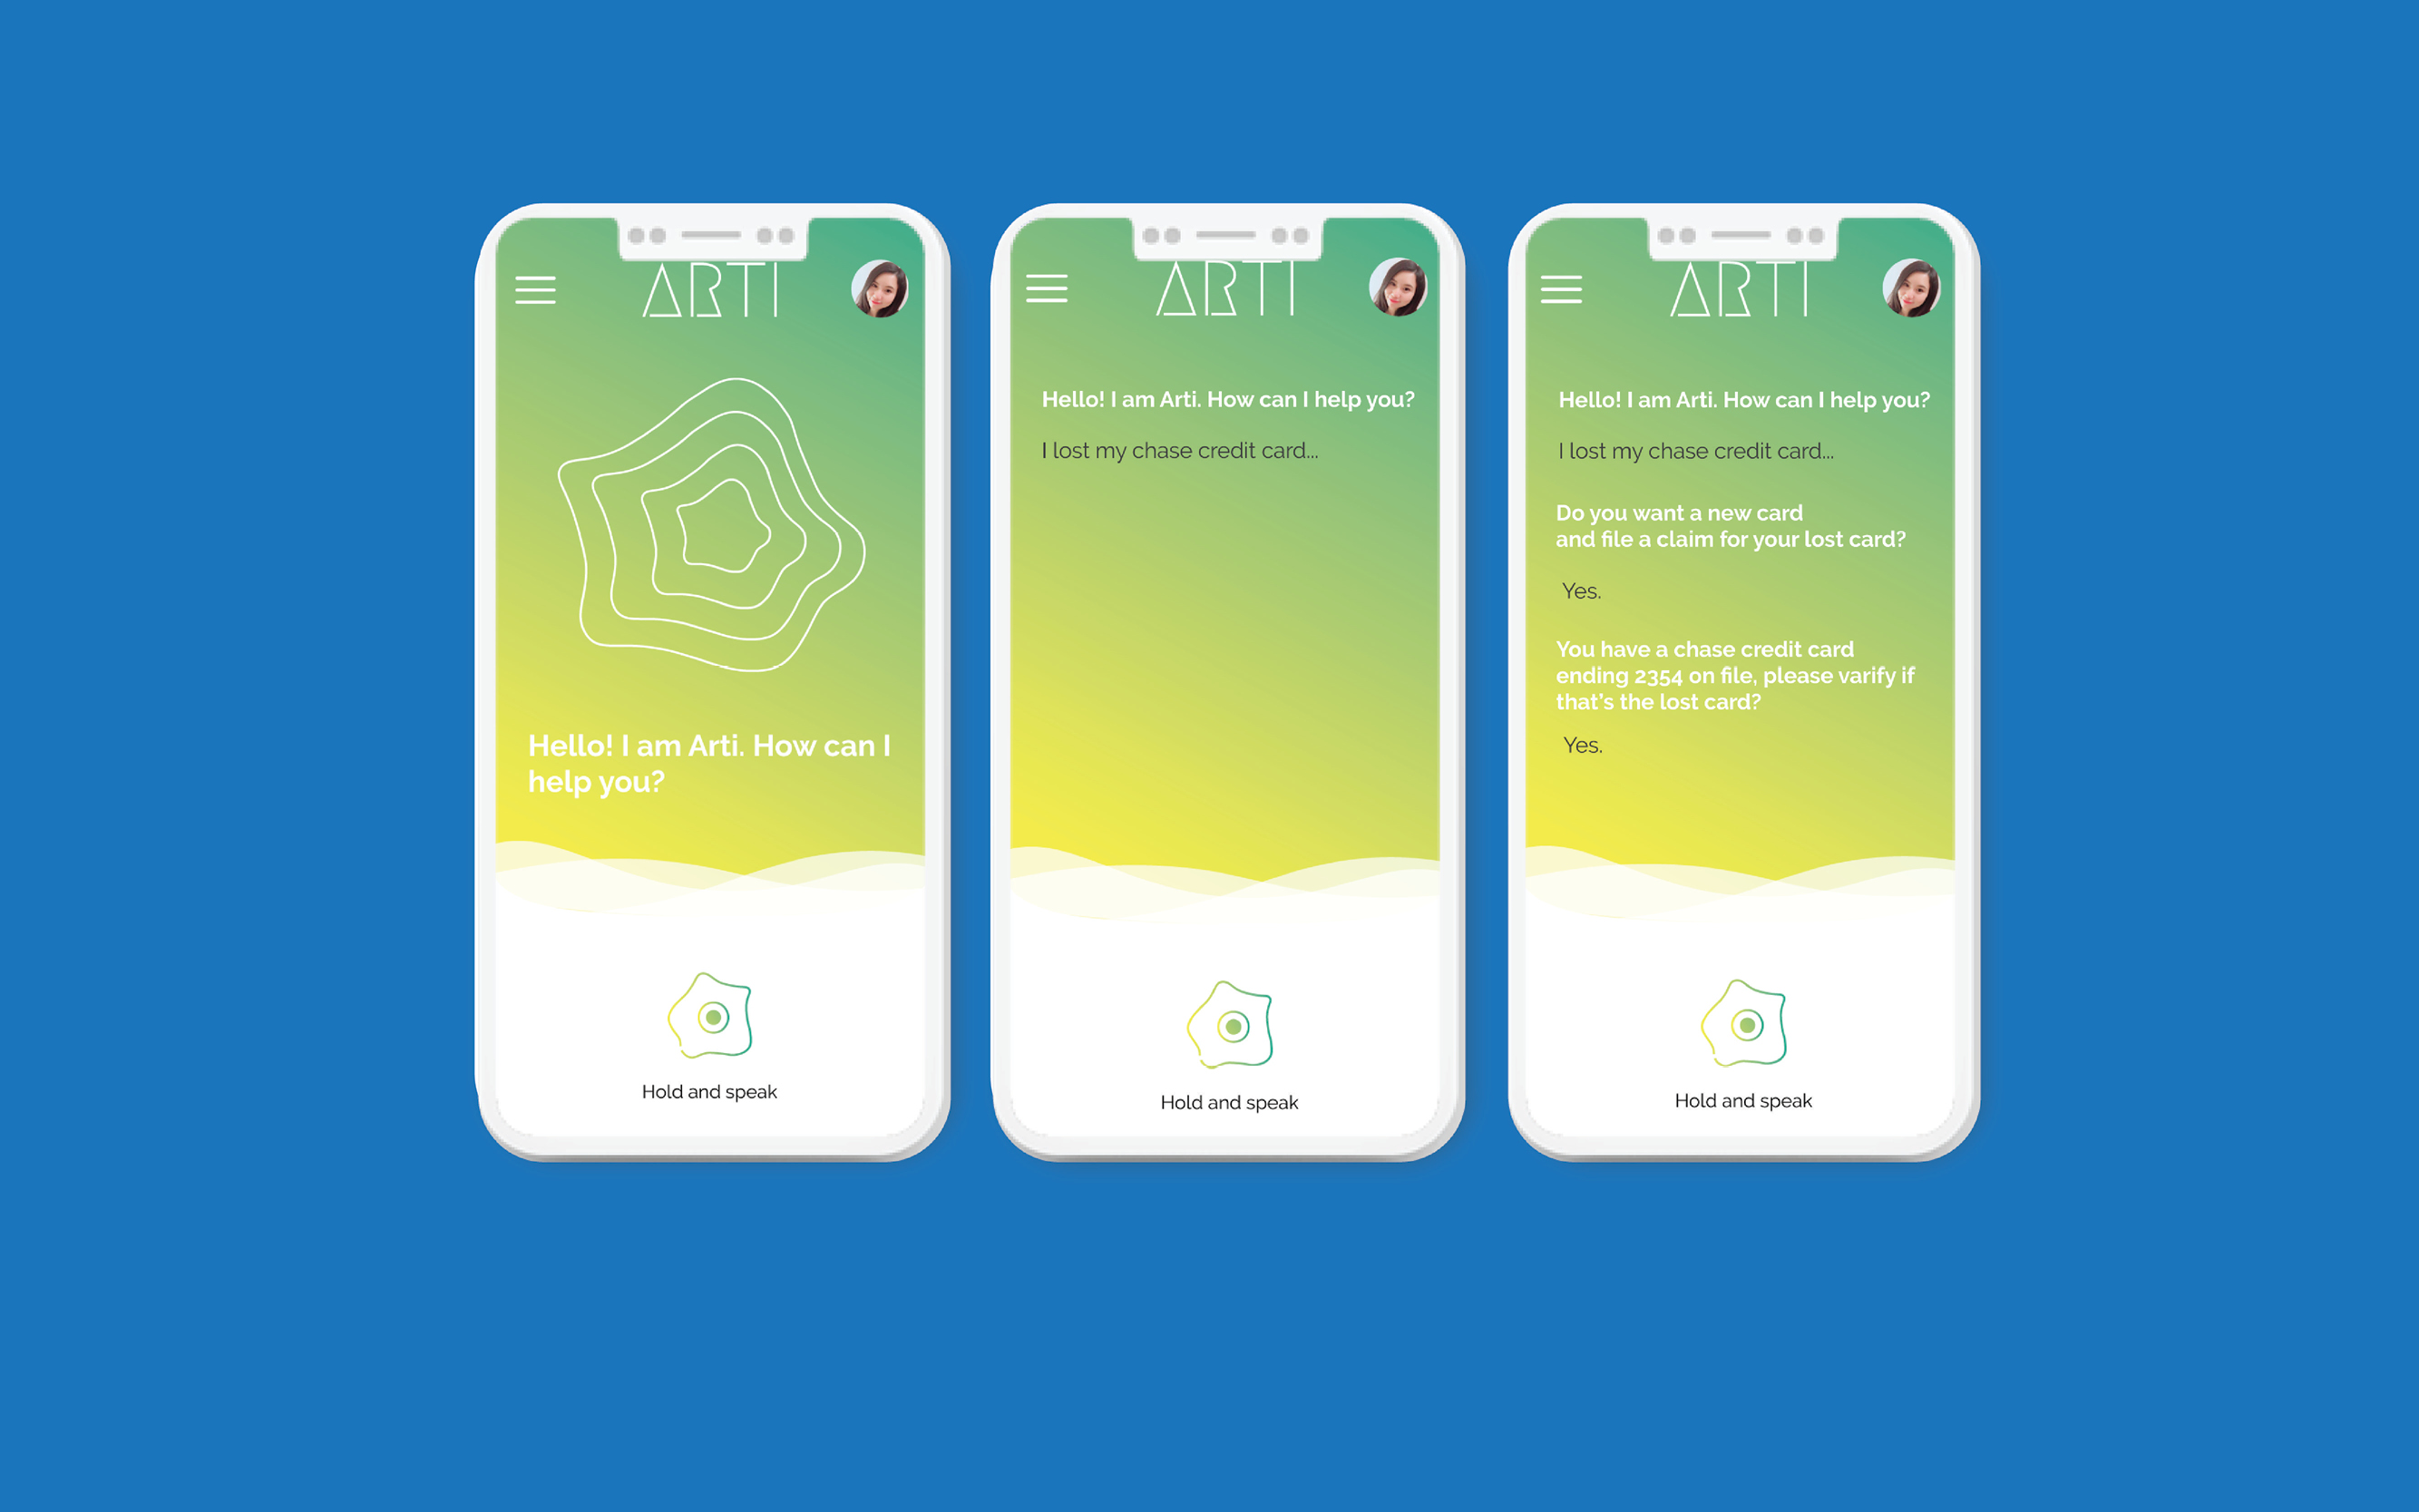 ARTI
Hello! I am Arti. How can I
help you?
Hold and speak
ARTI
Hello! I am Arti. How can I help you?
I lost my chase credit card...
Hold and speak
ARTI
Hello! I am Arti. How can I help you?
I lost my chase credit card...
Do you want a new card
and file a claim for your lost card?
Yes.
You have a chase credit card
ending 2354 on file, please varify if
that's the lost card?
Yes.
Hold and speak